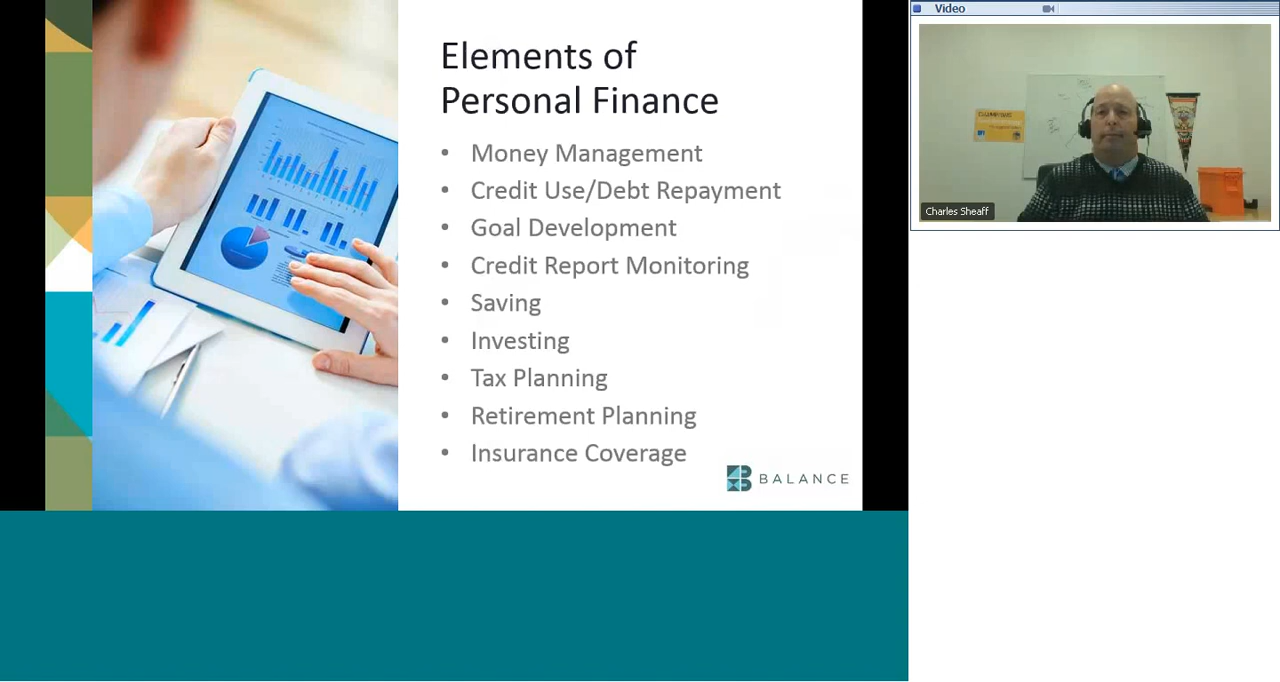 Elements of
Personal Finance
• Money Management
• Credit Use/Debt Repayment
• Goal Development
• Credit Report Monitoring
• Saving
• Investing
• Tax Planning
• Retirement Planning
• Insurance Coverage
BALANCE
Video
Charles Sheaff